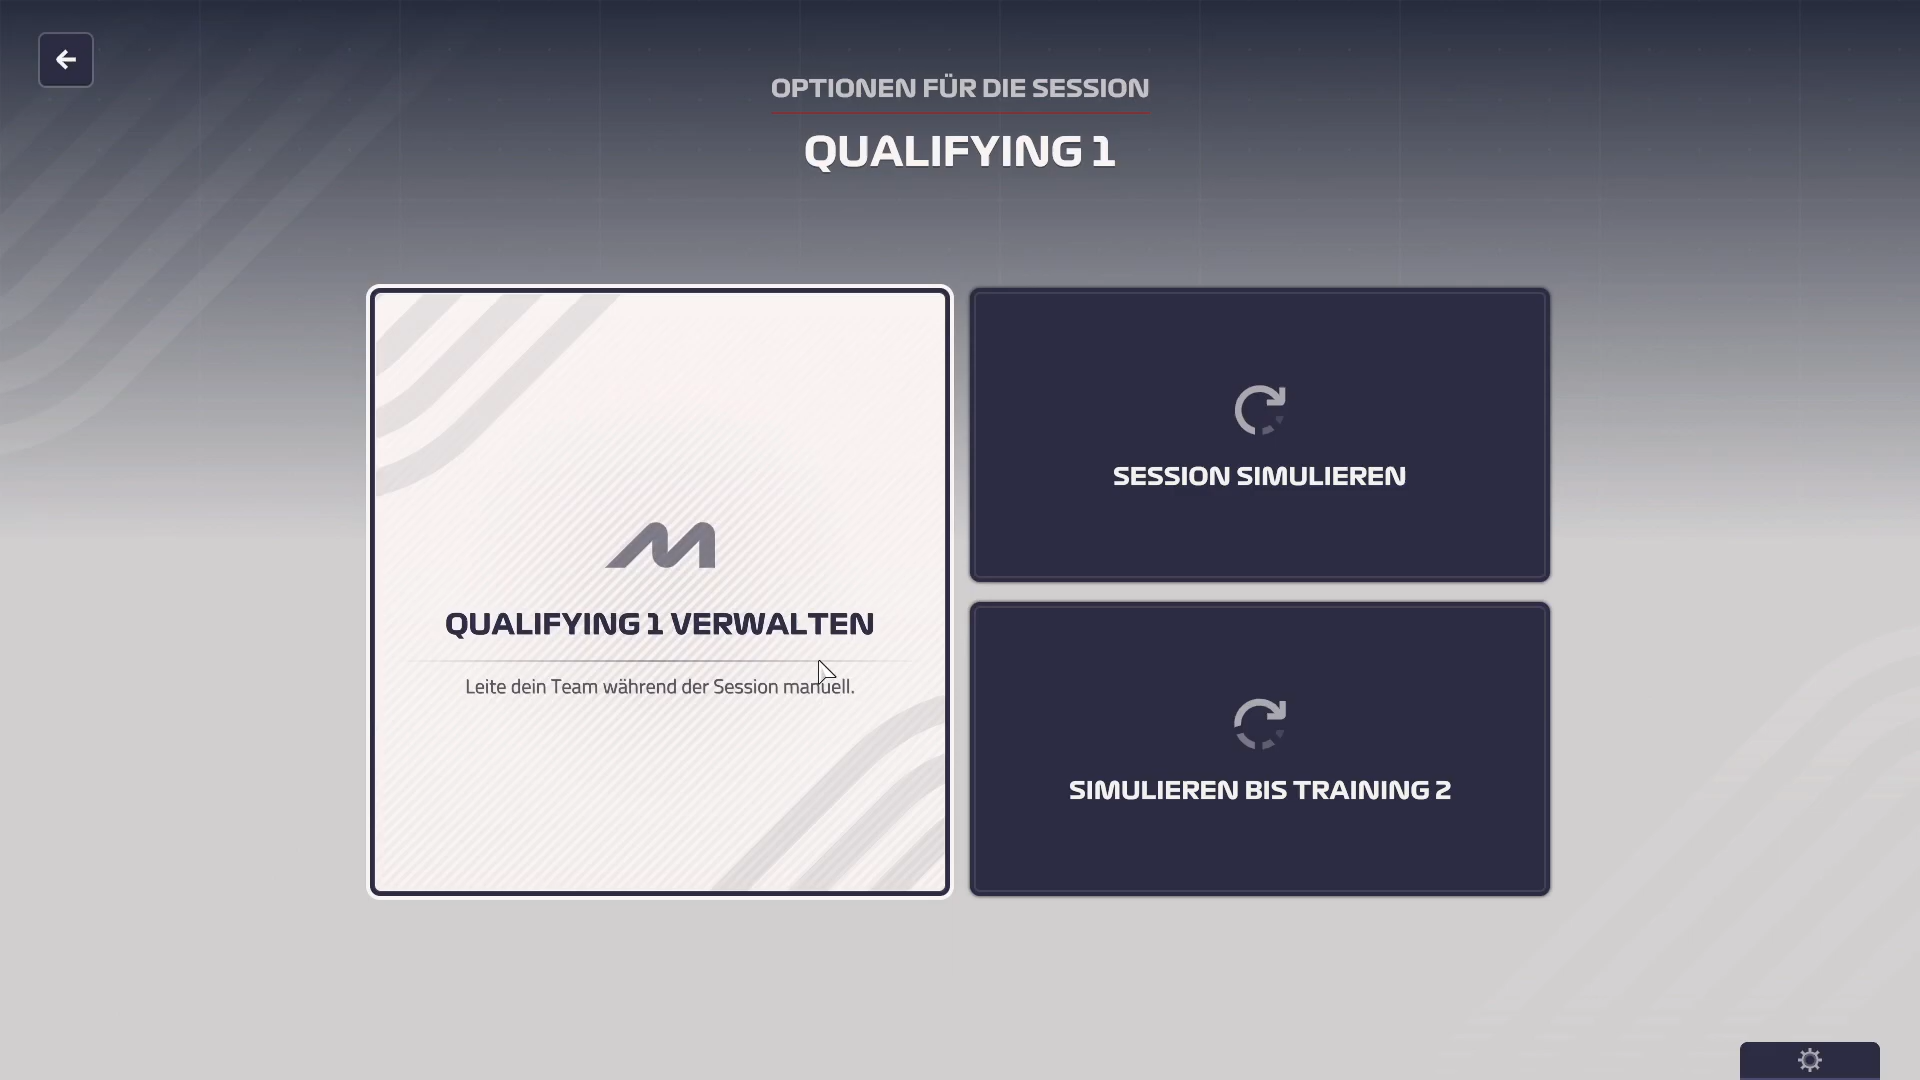 OPTIONEN FÜR DIE SESSION
QUALIFYING 1
QUALIFYING 1 VERWALTEN
Leite dein Team während der Session manuell.
SESSION SIMULIEREN
SIMULIEREN BIS TRAINING 2